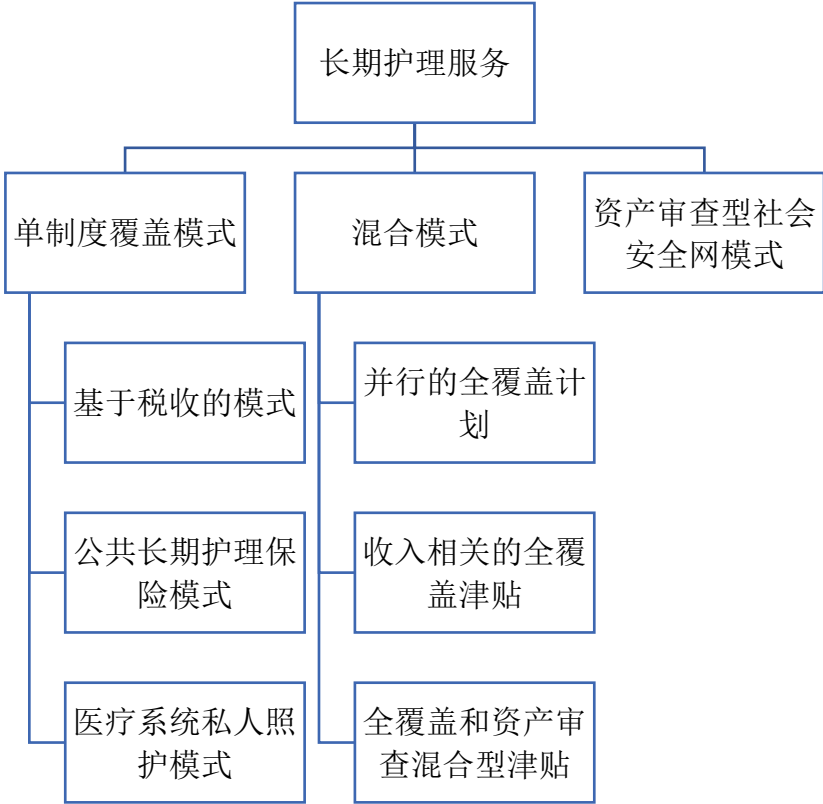 长期护理服务
单制度覆盖模式
混合模式
资产审查型社会
安全网模式
基于税收的模式
并行的全覆盖计
划
公共长期护理保
险模式
收入相关的全覆
盖津贴
医疗系统私人照
护模式
全覆盖和资产审
查混合型津贴